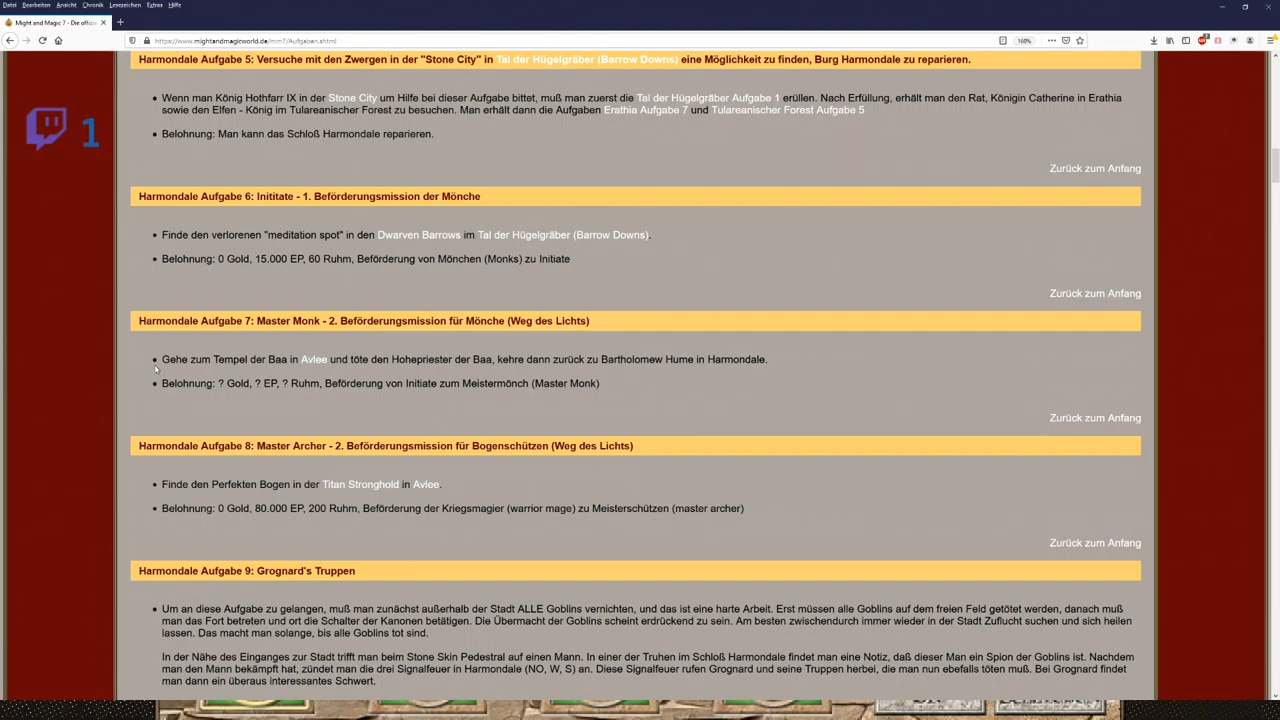 Datei Bearbeiten Ansicht Chronik Lesezeichen Extras Hilfe
Might and Magic 7 - Die offizi
https://www.mightandmagicworld.de/mm7/Aufgaben.shtml
160%
Harmondale Aufgabe 5: Versuche mit den Zwergen in der "Stone City" in Tal der Hügelgräber (Barrow Downs) eine Möglichkeit zu finden, Burg Harmondale zu reparieren.
1
Wenn man König Hothfarr IX in der Stone City um Hilfe bei dieser Aufgabe bittet, muß man zuerst die Tal der Hügelgräber Aufgabe 1 erüllen. Nach Erfüllung, erhält man den Rat, Königin Catherine in Erathia
sowie den Elfen - König im Tulareanischer Forest zu besuchen. Man erhält dann die Aufgaben Erathia Aufgabe 7 und Tulareanischer Forest Aufgabe 5
Belohnung: Man kann das Schloß Harmondale reparieren.
Zurück zum Anfang
Harmondale Aufgabe 6: Inititate - 1. Beförderungsmission der Mönche
Finde den verlorenen "meditation spot" in den Dwarven Barrows im Tal der Hügelgräber (Barrow Downs).
Belohnung: 0 Gold, 15.000 EP, 60 Ruhm, Beförderung von Mönchen (Monks) zu Initiate
Zurück zum Anfang
Harmondale Aufgabe 7: Master Monk - 2. Beförderungsmission für Mönche (Weg des Lichts)
Gehe zum Tempel der Baa in Avlee und töte den Hohepriester der Baa, kehre dann zurück zu Bartholomew Hume in Harmondale.
Belohnung: ? Gold, ? EP, ? Ruhm, Beförderung von Initiate zum Meistermönch (Master Monk)
Zurück zum Anfang
Harmondale Aufgabe 8: Master Archer - 2. Beförderungsmission für Bogenschützen (Weg des Lichts)
Finde den Perfekten Bogen in der Titan Stronghold in Avlee.
Belohnung: 0 Gold, 80.000 EP, 200 Ruhm, Beförderung der Kriegsmagier (warrior mage) zu Meisterschützen (master archer)
Zurück zum Anfang
Harmondale Aufgabe 9: Grognard's Truppen
Um an diese Aufgabe zu gelangen, muß man zunächst außerhalb der Stadt ALLE Goblins vernichten, und das ist eine harte Arbeit. Erst müssen alle Goblins auf dem freien Feld getötet werden, danach muß
man das Fort betreten und ort die Schalter der Kanonen betätigen. Die Übermacht der Goblins scheint erdrückend zu sein. Am besten zwischendurch immer wieder in der Stadt Zuflucht suchen und sich heilen
lassen. Das macht man solange, bis alle Goblins tot sind.
In der Nähe des Einganges zur Stadt trifft man beim Stone Skin Pedestral auf einen Mann. In einer der Truhen im Schloß Harmondale findet man eine Notiz, daß dieser Man ein Spion der Goblins ist. Nachdem
man den Mann bekämpft hat, zündet man die drei Signalfeuer in Harmondale (NO, W, S) an. Diese Signalfeuer rufen Grognard und seine Truppen herbei, die man nun ebefalls töten muß. Bei Grognard findet
man dann ein überaus interessantes Schwert.